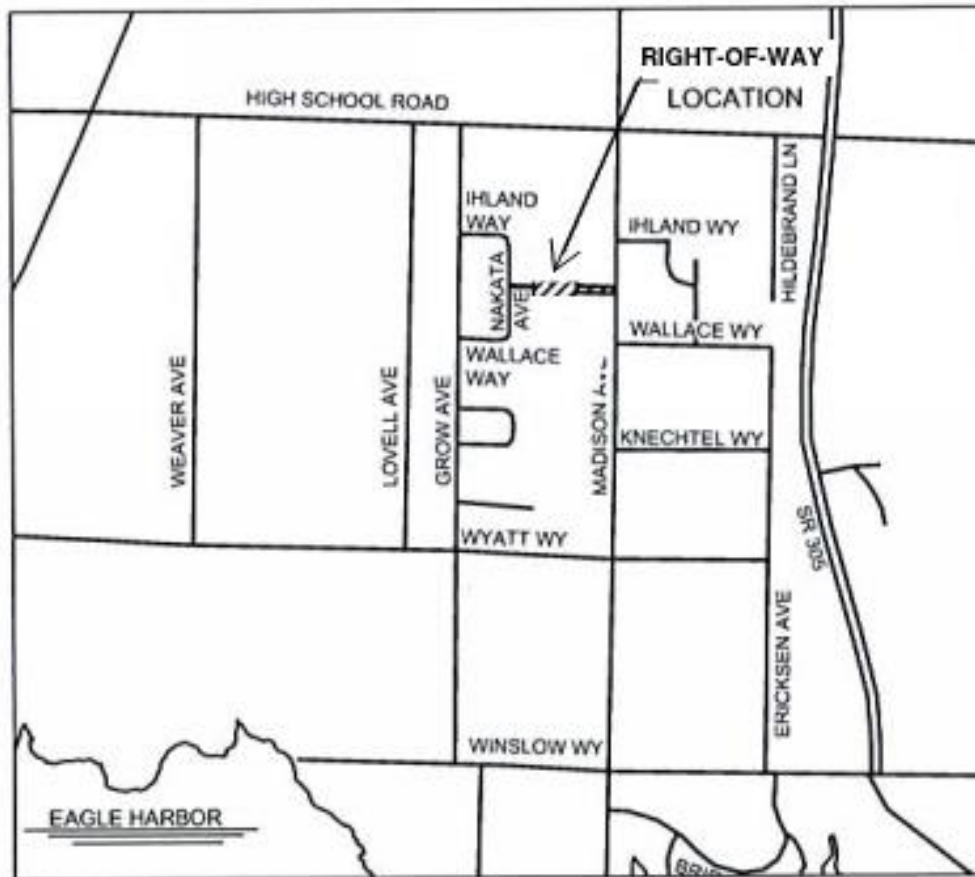 RIGHT-OF-WAY
LOCATION
HIGH SCHOOL ROAD
IHLAND
WAY
IHLAND WY
HILDEBRAND LN
NAKATA
AVE
WALLACE WY
WALLACE
WAY
WEAVER AVE
LOVELL AVE
GROW AVE
MADISON
KNECHTEL WY
SR 305
WYATT WY
ERICKSEN AVE
WINSLOW WY
EAGLE HARBOR